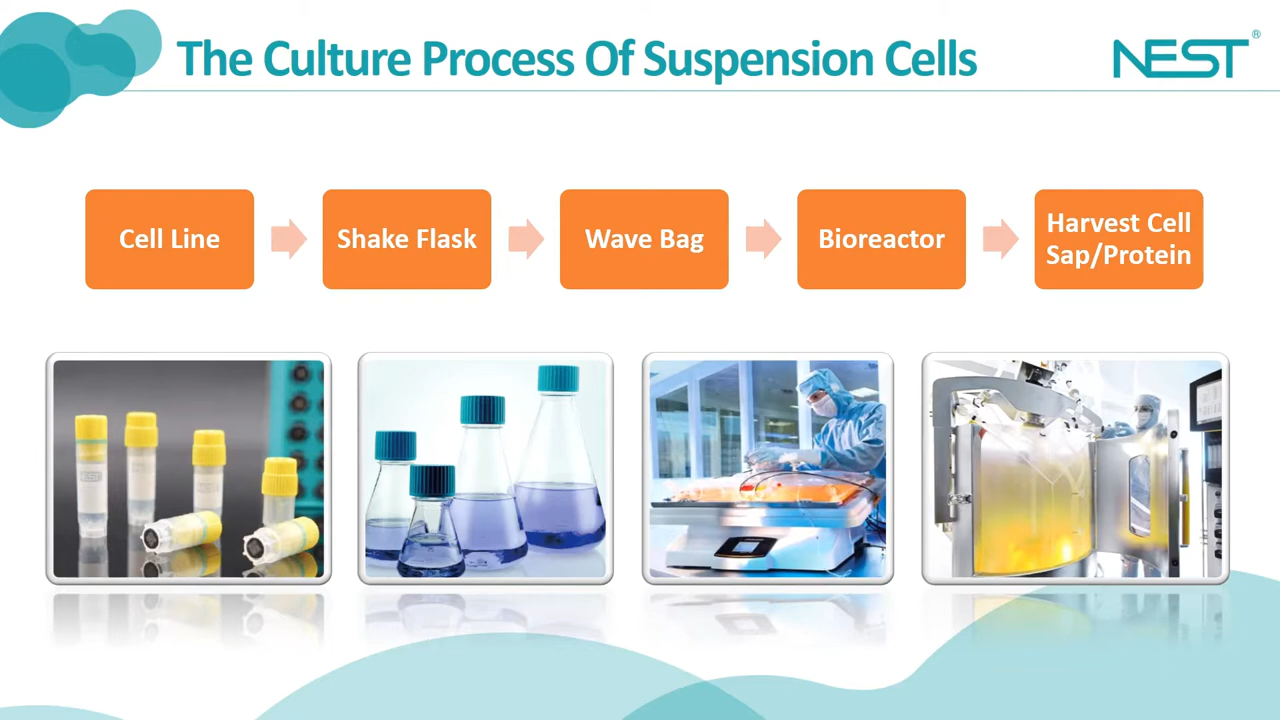 The Culture Process Of Suspension Cells
NEST®
Cell Line
Shake Flask
Wave Bag
Bioreactor
Harvest Cell
Sap/Protein